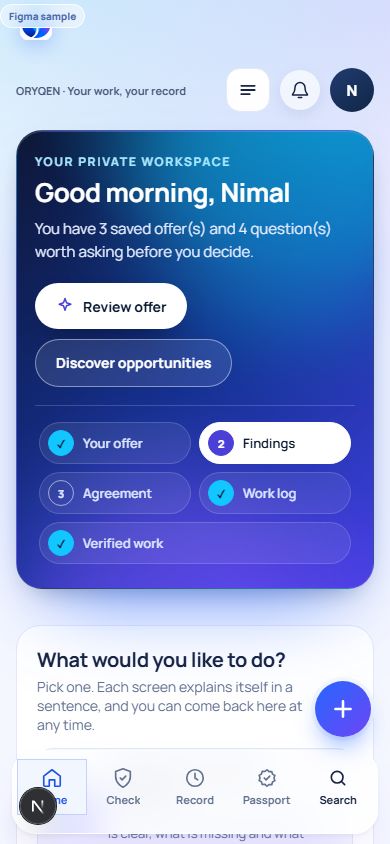 Figma sample
ORYQEN · Your work, your record
N
YOUR PRIVATE WORKSPACE
Good morning, Nimal
You have 3 saved offer(s) and 4 question(s)
worth asking before you decide.
Review offer
Discover opportunities
Your offer
2 Findings
3 Agreement
Work log
Verified work
What would you like to do?
Pick one. Each screen explains itself in a
sentence, and you can come back here at
any time.
Check
Record
Passport
Search
N
is clear, what is missing and what